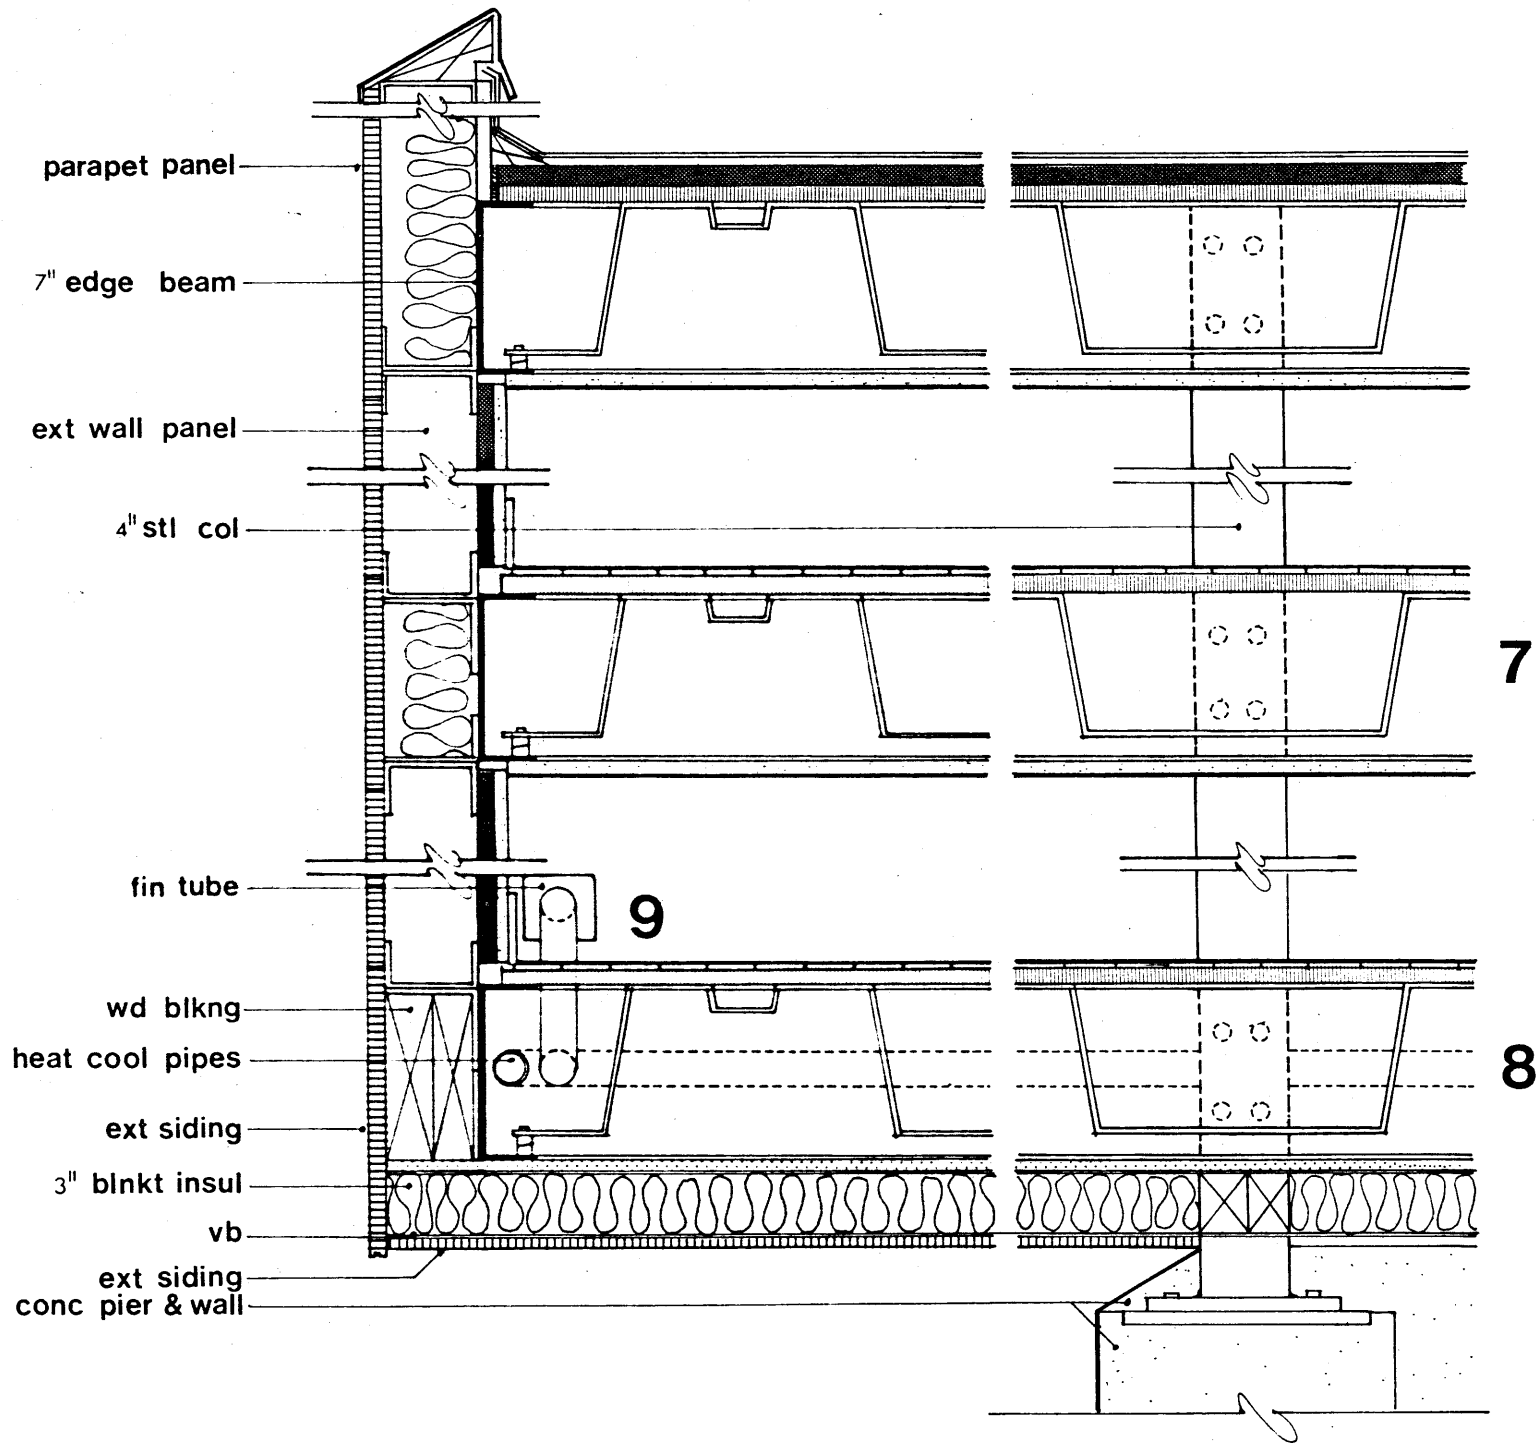 parapet panel
7" edge beam
ext wall panel
4" stl col
7
fin tube
9
wd blkng
heat cool pipes
8
ext siding
3" blnkt insul
vb
ext siding
conc pier & wall